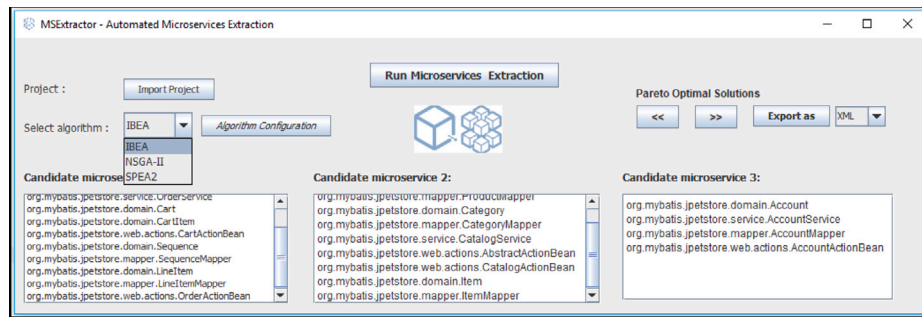 MSExtractor - Automated Microservices Extraction
Run Microservices Extraction
Project :
Import Project
Pareto Optimal Solutions
Select algorithm :
IBEA
Algorithm Configuration
<<
>>
Export as
XML
IBEA
NSGA-II
SPEA2
Candidate microse
Candidate microservice 2:
Candidate microservice 3:
org.mybatis.jpetstore.service.OrderService
org.mybatis.jpetstore.domain.Cart
org.mybatis.jpetstore.domain.CartItem
org.mybatis.jpetstore.web.actions.CartActionBean
org.mybatis.jpetstore.domain.Sequence
org.mybatis.jpetstore.mapper.SequenceMapper
org.mybatis.jpetstore.domain.LineItem
org.mybatis.jpetstore.mapper.LineItemMapper
org.mybatis.jpetstore.web.actions.OrderActionBean
org.mybatis.jpetstore.mapper.ProductMapper
org.mybatis.jpetstore.domain.Category
org.mybatis.jpetstore.mapper.CategoryMapper
org.mybatis.jpetstore.service.CatalogService
org.mybatis.jpetstore.web.actions.AbstractActionBean
org.mybatis.jpetstore.web.actions.CatalogActionBean
org.mybatis.jpetstore.domain.Item
org.mybatis.jpetstore.mapper.ItemMapper
org.mybatis.jpetstore.domain.Account
org.mybatis.jpetstore.service.AccountService
org.mybatis.jpetstore.mapper.AccountMapper
org.mybatis.jpetstore.web.actions.AccountActionBean